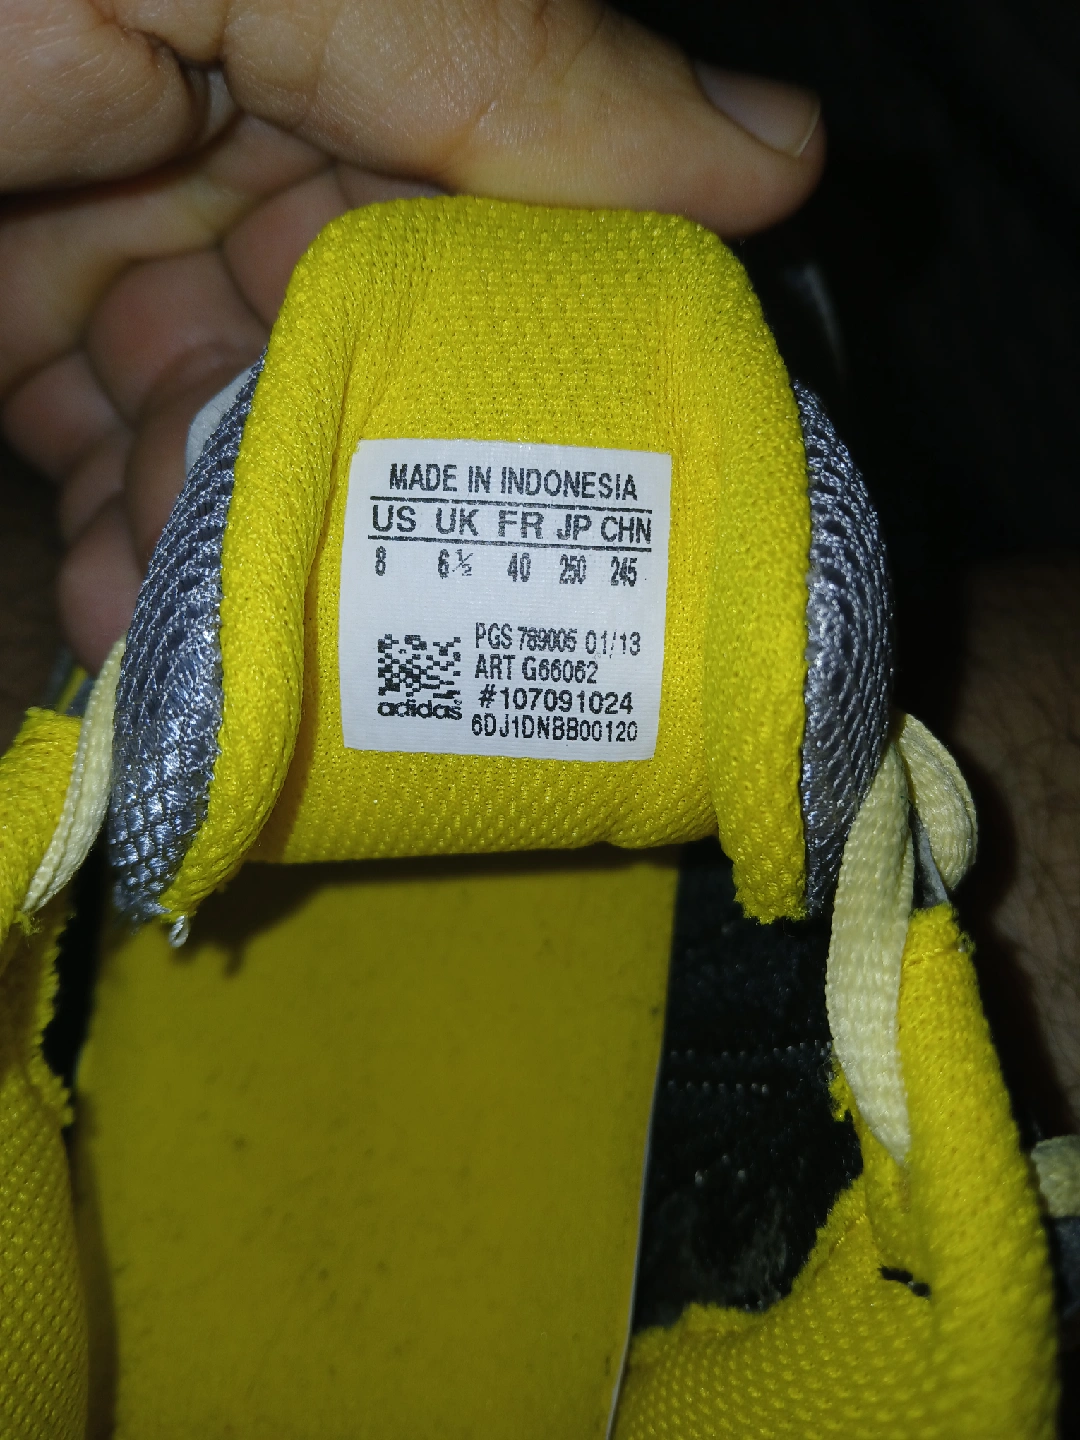 MADE IN INDONESIA
US UK FR JP CHN
8 6½ 40 250 245
PGS 789005 01/13
ART G66062
#107091024
adidas
6DJ1DNBB00120